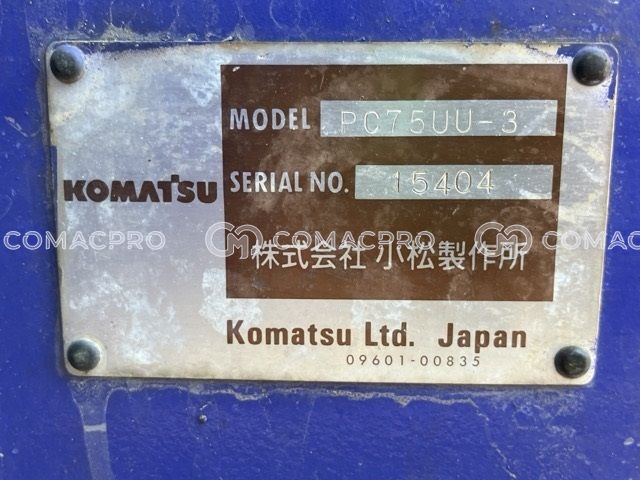 MODEL PC75UU-3
KOMATSU
SERIAL NO. 15404
COMACPRO COMACPRO COMACPRO
株式会社 小松製作所
Komatsu Ltd. Japan
09601-00835